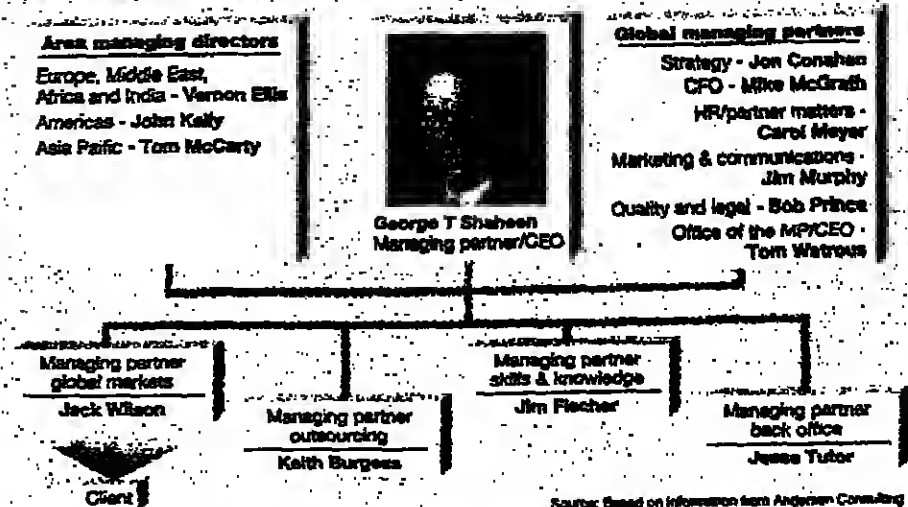 Area managing directors
Europe, Middle East,
Africa and India - Vernon Ellis
Americas - John Kelly
Asia Paific - Tom McCarty
George T Shaheen
Managing partner/CEO
Global managing partners
Strategy - Jon Conahan
CFO - Mike McGrath
HR/partner matters -
Carol Meyer
Marketing & communications -
Jim Murphy
Quality and legal - Bob Prince
Office of the MP/CEO -
Tom Watrous
Managing partner
global markets
Jack Wilson
Client
Managing partner
outsourcing
Keith Burgess
Managing partner
skills & knowledge
Jim Fischer
Managing partner
back office
Jesse Tutor
Source: Based on information from Andersen Consulting